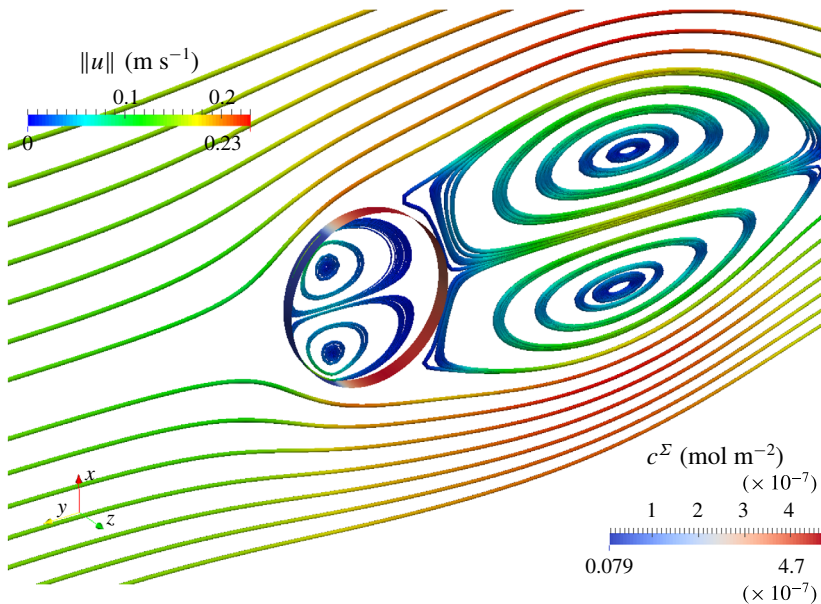 ‖u‖ (m s⁻¹)
0.1 0.2
0 0.23
x
y
z
c^Σ (mol m⁻²)
(× 10⁻⁷)
1 2 3 4
0.079 4.7
(× 10⁻⁷)